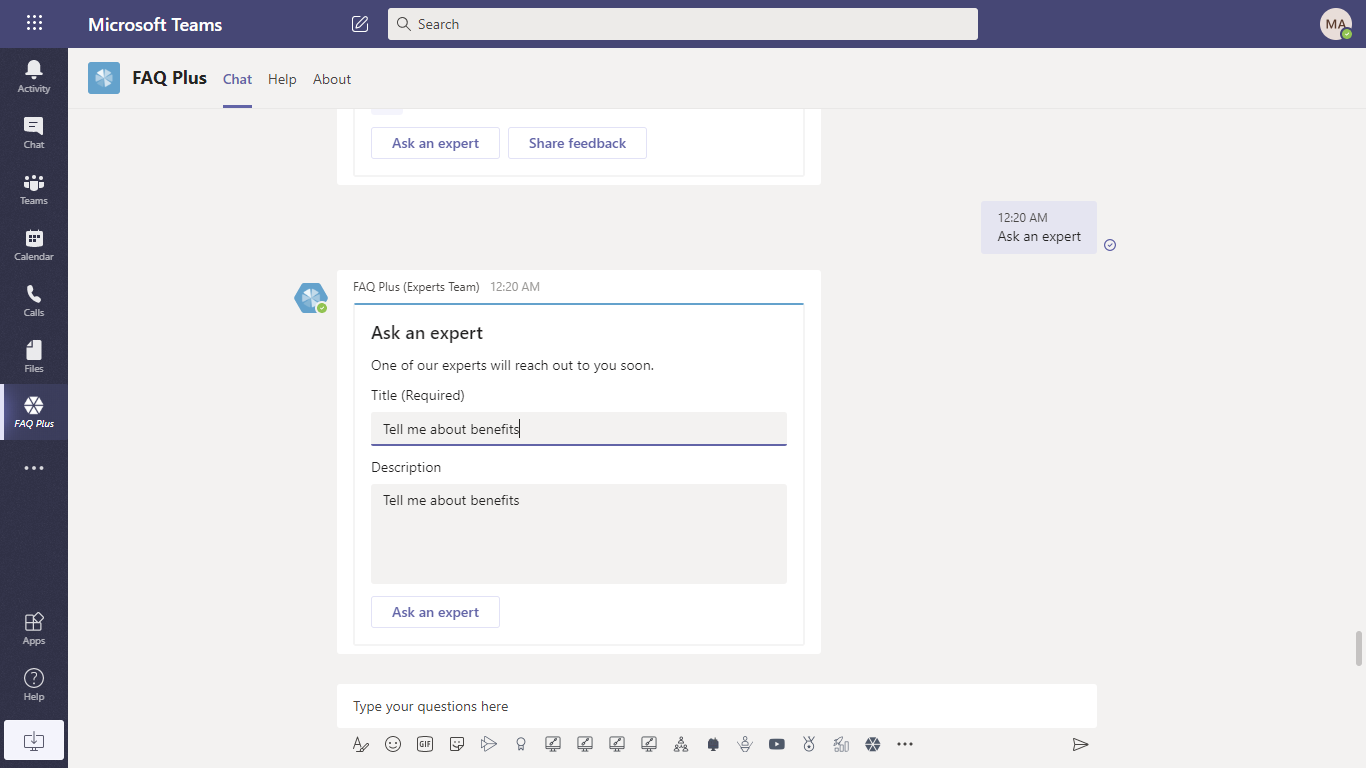 Microsoft Teams
Search
MA
Activity
Chat
Teams
Calendar
Calls
Files
FAQ Plus
Apps
Help
FAQ Plus
Chat
Help
About
Ask an expert
Share feedback
12:20 AM
Ask an expert
FAQ Plus (Experts Team) 12:20 AM
Ask an expert
One of our experts will reach out to you soon.
Title (Required)
Tell me about benefits
Description
Tell me about benefits
Ask an expert
Type your questions here
GIF